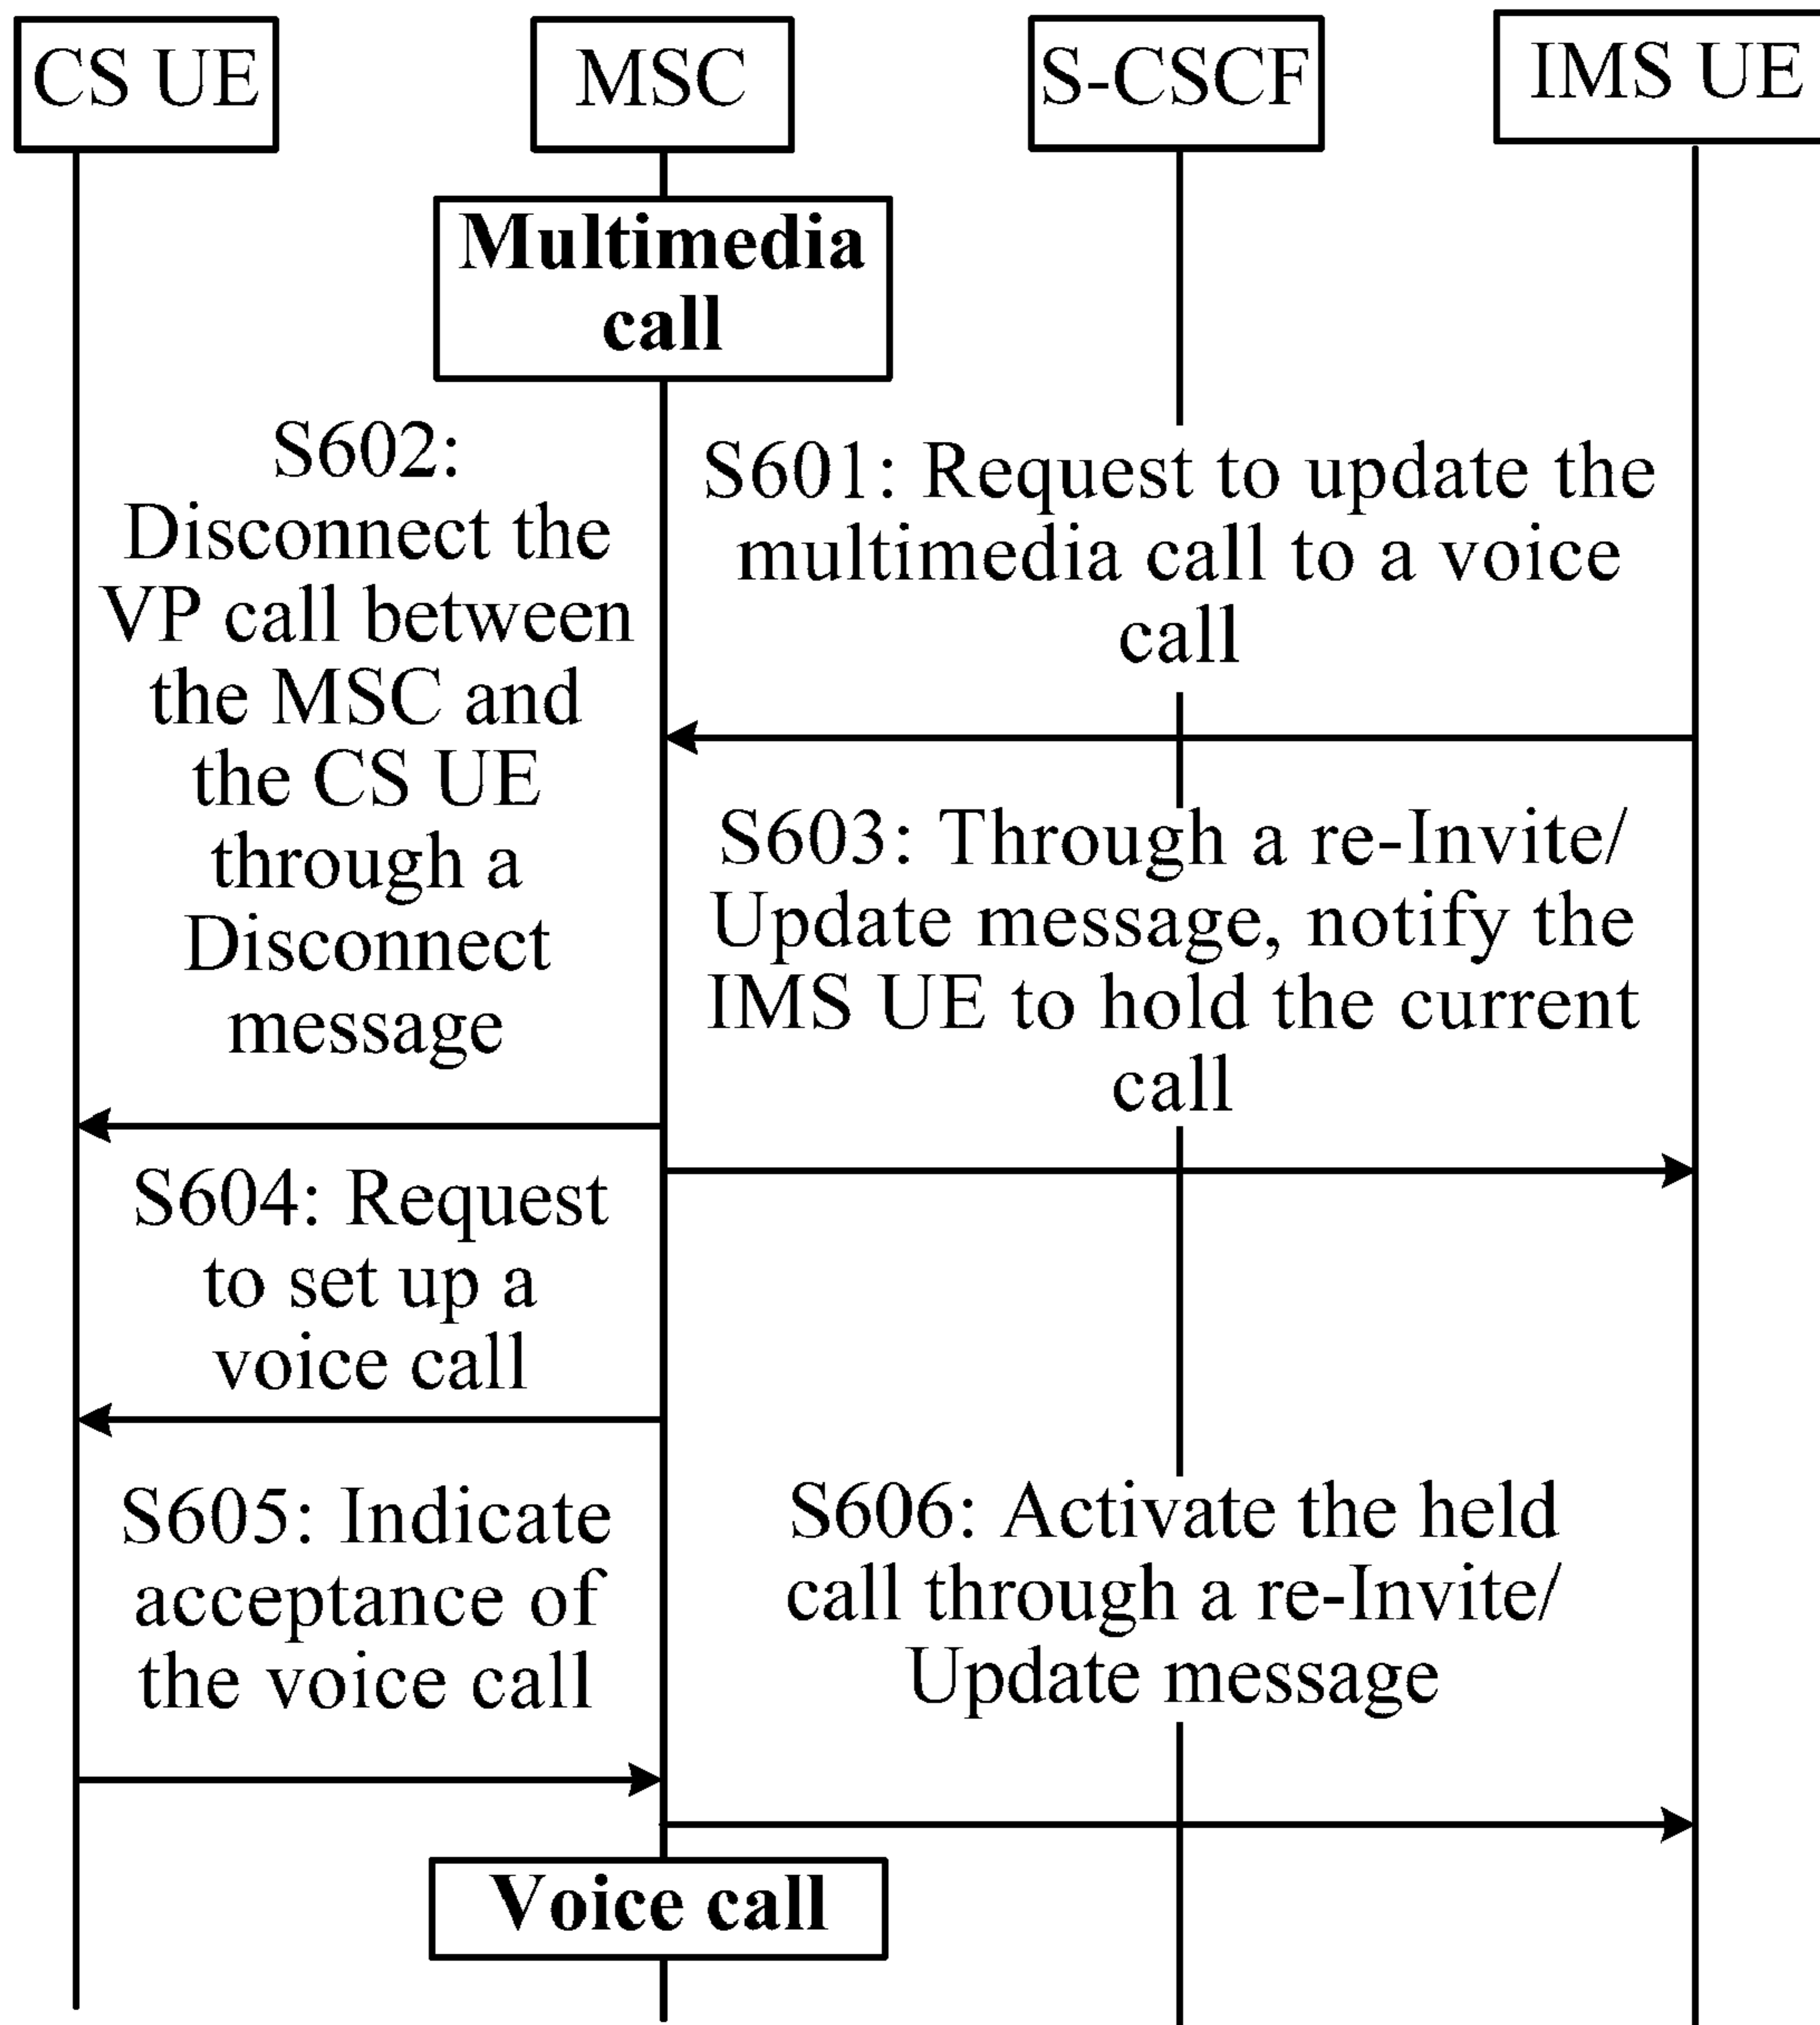 CS UE
MSC
S-CSCF
IMS UE
Multimedia
call
S601: Request to update the
multimedia call to a voice
call
S602:
Disconnect the
VP call between
the MSC and
the CS UE
through a
Disconnect
message
S603: Through a re-Invite/
Update message, notify the
IMS UE to hold the current
call
S604: Request
to set up a
voice call
S605: Indicate
acceptance of
the voice call
S606: Activate the held
call through a re-Invite/
Update message
Voice call